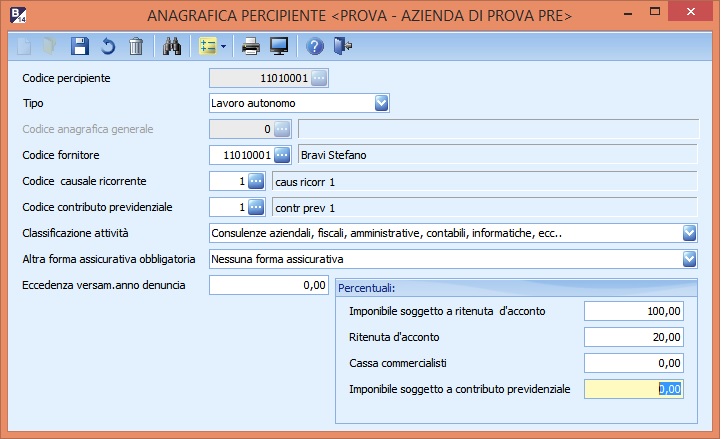 B.
14
ANAGRAFICA PERCIPIENTE <PROVA - AZIENDA DI PROVA PRE>
Codice percipiente 11010001
Tipo Lavoro autonomo
Codice anagrafica generale 0
Codice fornitore 11010001 Bravi Stefano
Codice causale ricorrente 1 caus ricorr 1
Codice contributo previdenziale 1 contr prev 1
Classificazione attività Consulenze aziendali, fiscali, amministrative, contabili, informatiche, ecc..
Altra forma assicurativa obbligatoria Nessuna forma assicurativa
Eccedenza versam.anno denuncia 0,00
Percentuali:
Imponibile soggetto a ritenuta d'acconto 100,00
Ritenuta d'acconto 20,00
Cassa commercialisti 0,00
Imponibile soggetto a contributo previdenziale 0,00